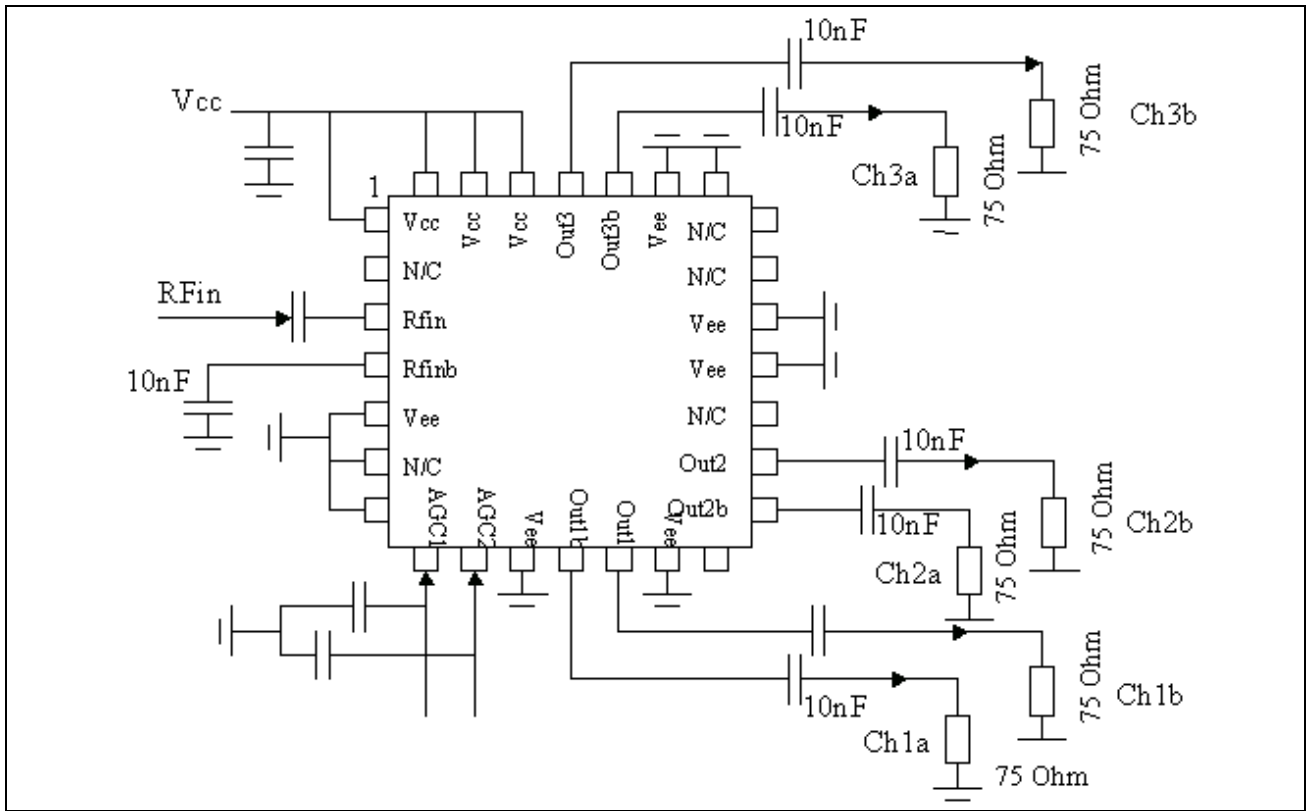 10nF
Vcc
10nF
75 Ohm
Ch3b
75 Ohm
Ch3a
1
Vcc
Vcc
Vcc
Out3
Out3b
Vee
N/C
N/C
N/C
RFin
Rfin
Vee
Rfinb
Vee
10nF
Vee
N/C
N/C
Out2
10nF
AGC1
AGC2
Vee
Out1b
Out1
Vee
Out2b
10nF
75 Ohm
Ch2b
75 Ohm
Ch2a
75 Ohm
Ch1b
10nF
Ch1a
75 Ohm